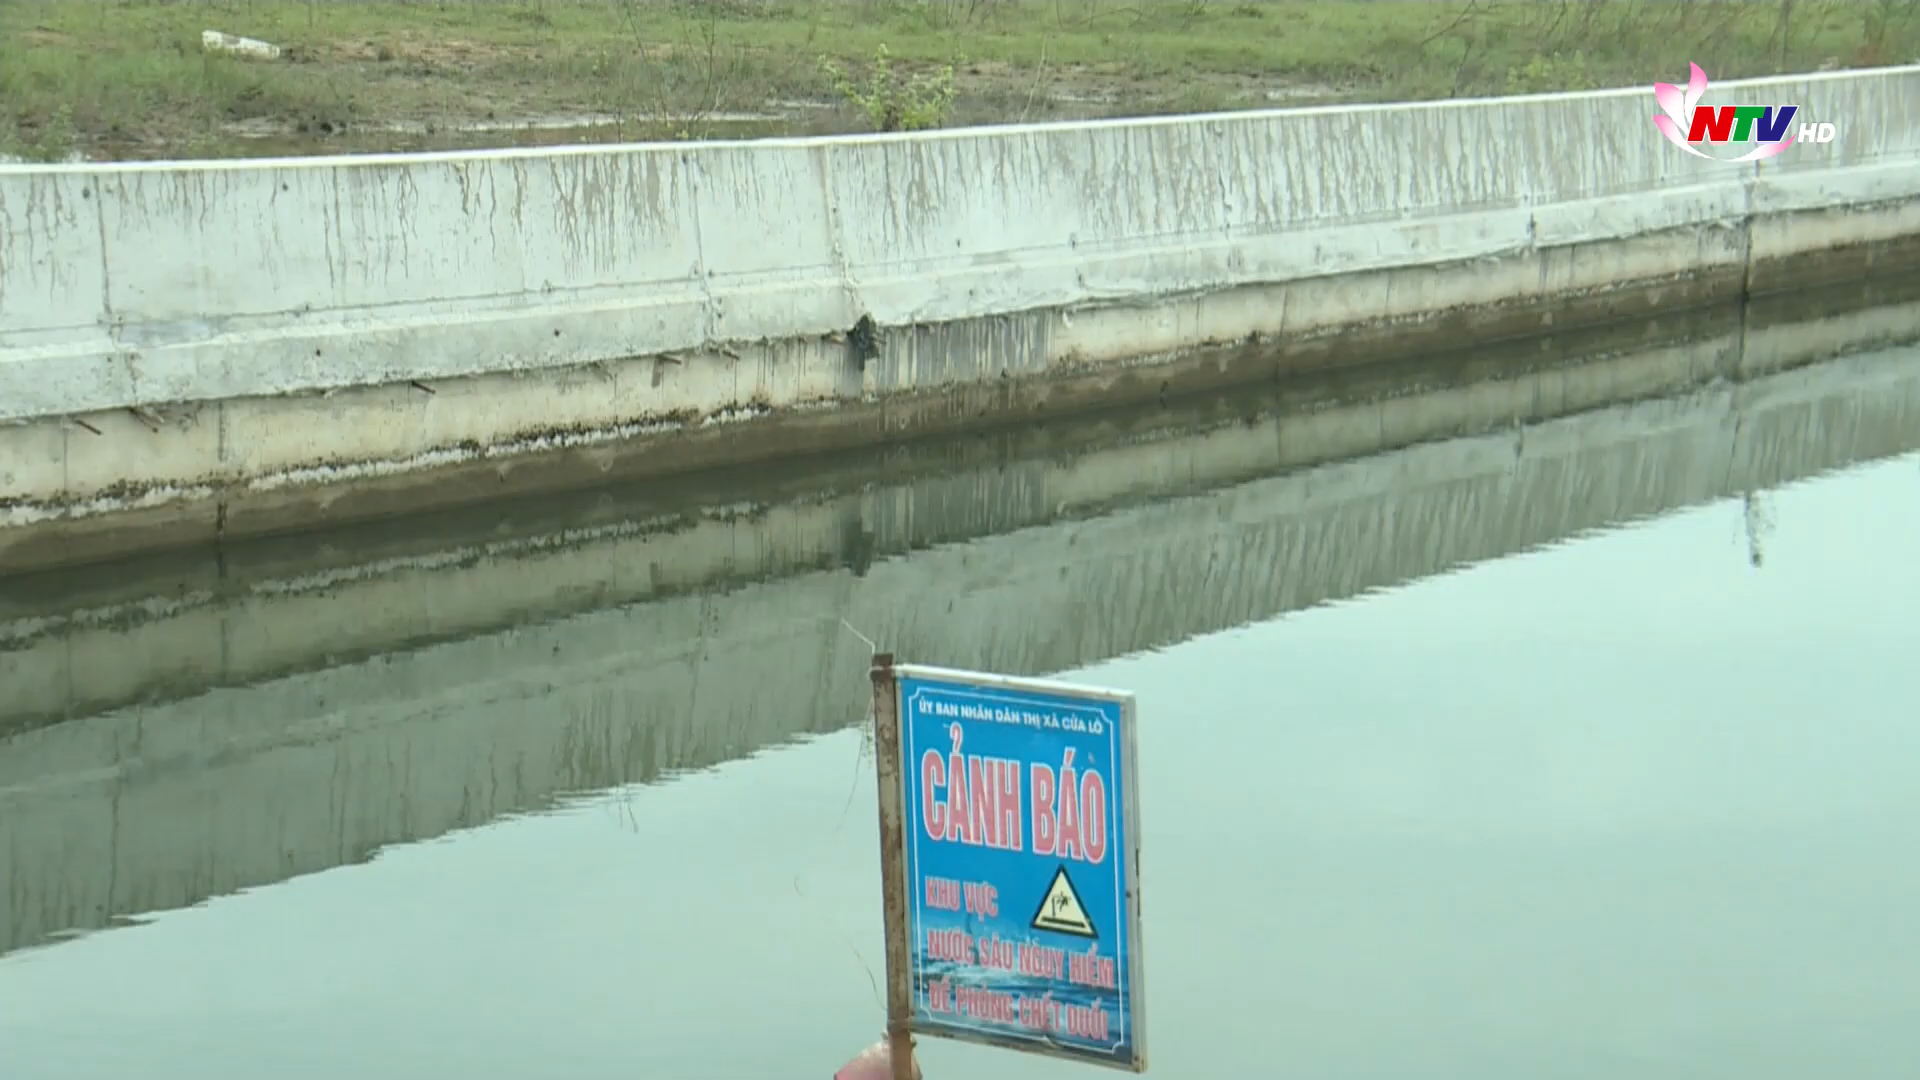 NTV HD
ỦY BAN NHÂN DÂN THỊ XÃ CỬA LÒ
CẢNH BÁO
KHU VỰC
NƯỚC SÂU NGUY HIỂM
ĐỀ PHÒNG CHẾT ĐUỐI